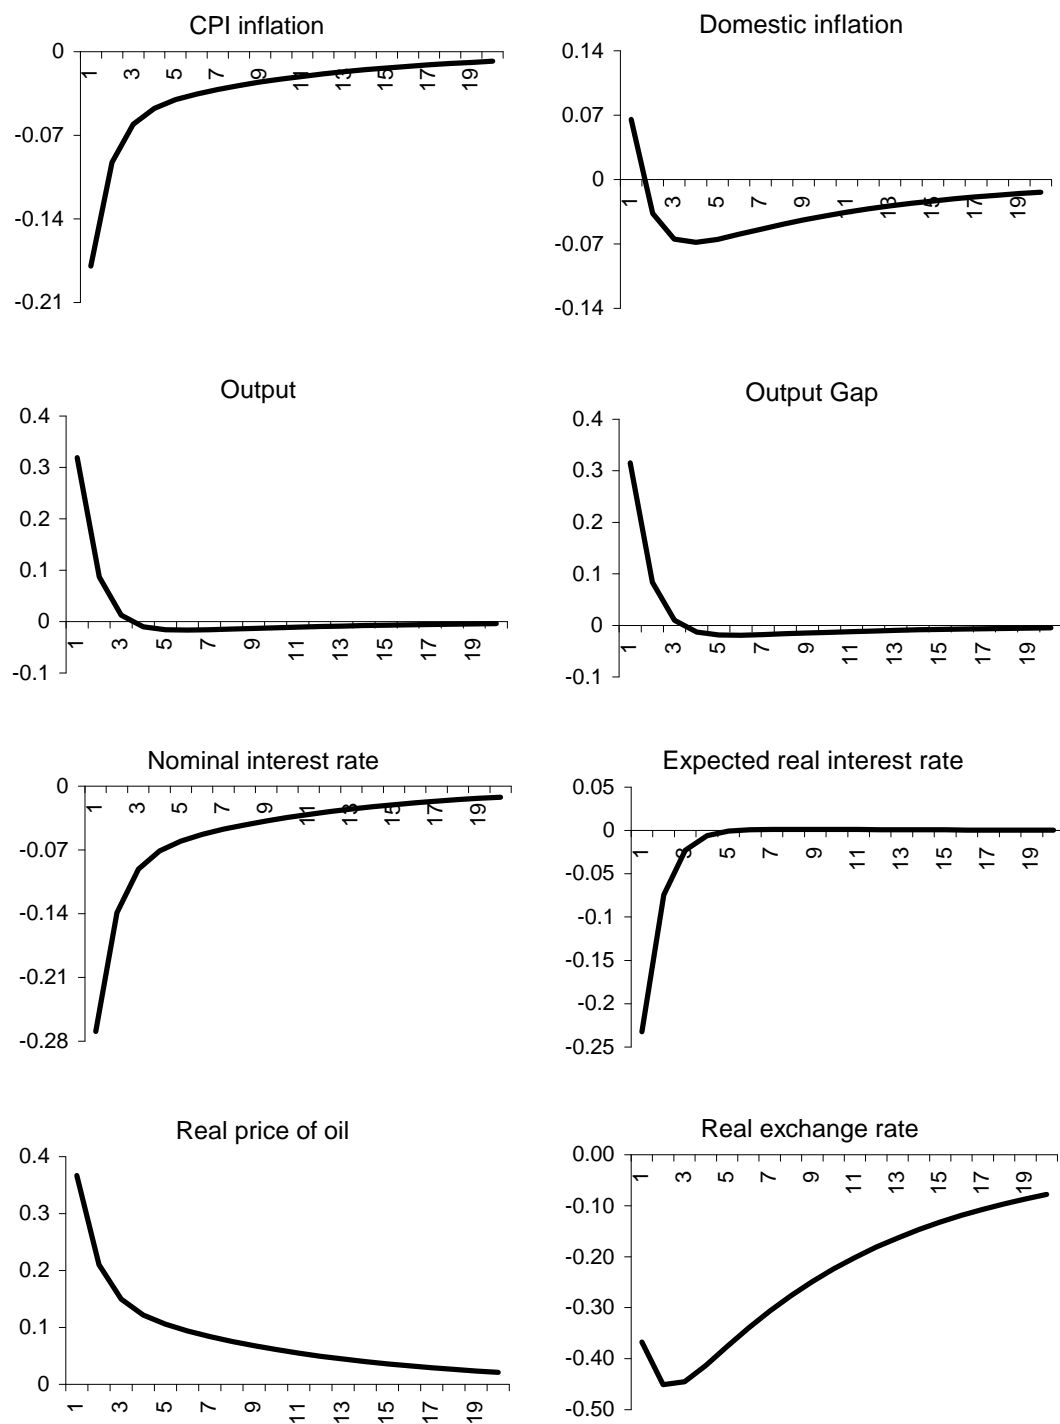 CPI inflation
0
-0.07
-0.14
-0.21
1 3 5 7 9 11 13 15 17 19
Domestic inflation
0.14
0.07
0
-0.07
-0.14
1 3 5 7 9 11 13 15 17 19
Output
0.4
0.3
0.2
0.1
0
-0.1
1 3 5 7 9 11 13 15 17 19
Output Gap
0.4
0.3
0.2
0.1
0
-0.1
1 3 5 7 9 11 13 15 17 19
Nominal interest rate
0
-0.07
-0.14
-0.21
-0.28
1 3 5 7 9 11 13 15 17 19
Expected real interest rate
0.05
0
-0.05
-0.1
-0.15
-0.2
-0.25
1 3 5 7 9 11 13 15 17 19
Real price of oil
0.4
0.3
0.2
0.1
0
1 3 5 7 9 11 13 15 17 19
Real exchange rate
0.00
-0.10
-0.20
-0.30
-0.40
-0.50
1 3 5 7 9 11 13 15 17 19